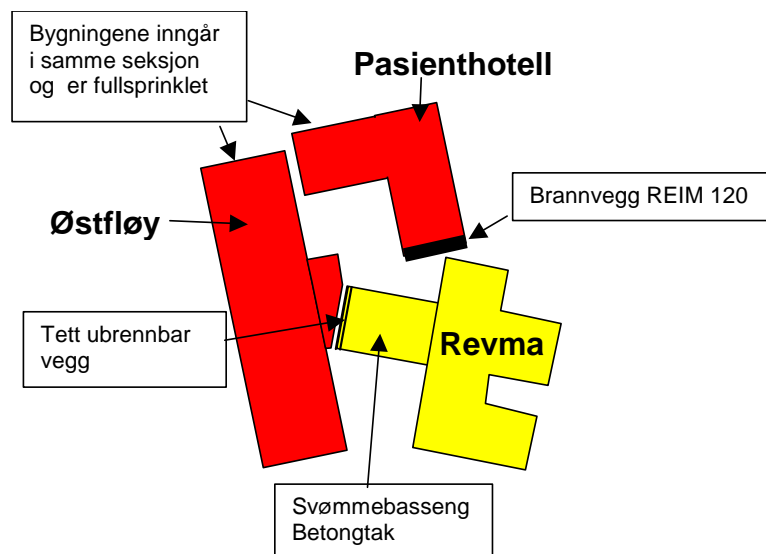 Bygningene inngår
i samme seksjon
og  er fullsprinklet
Pasienthotell
Brannvegg REIM 120
Østfløy
Tett ubrennbar
vegg
Revma
Svømmebasseng
Betongtak